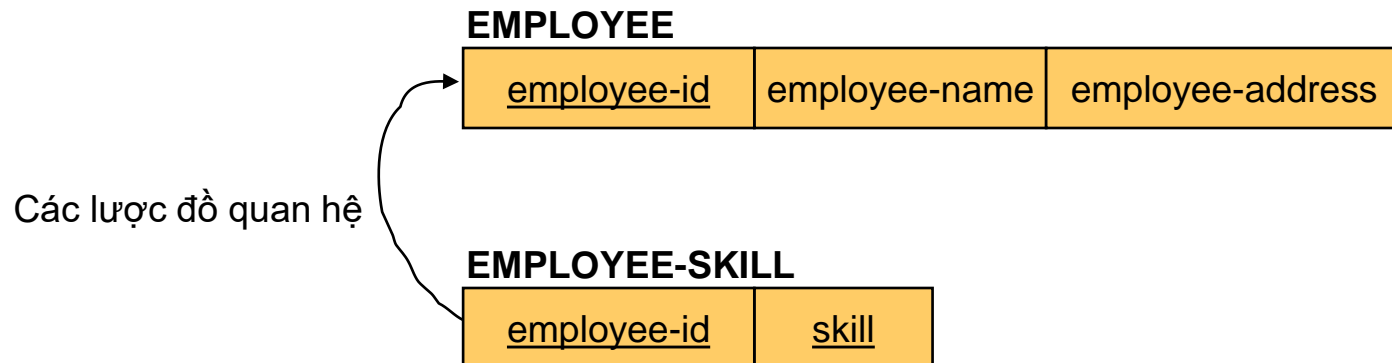 EMPLOYEE
employee-id employee-name employee-address
Các lược đồ quan hệ
EMPLOYEE-SKILL
employee-id skill